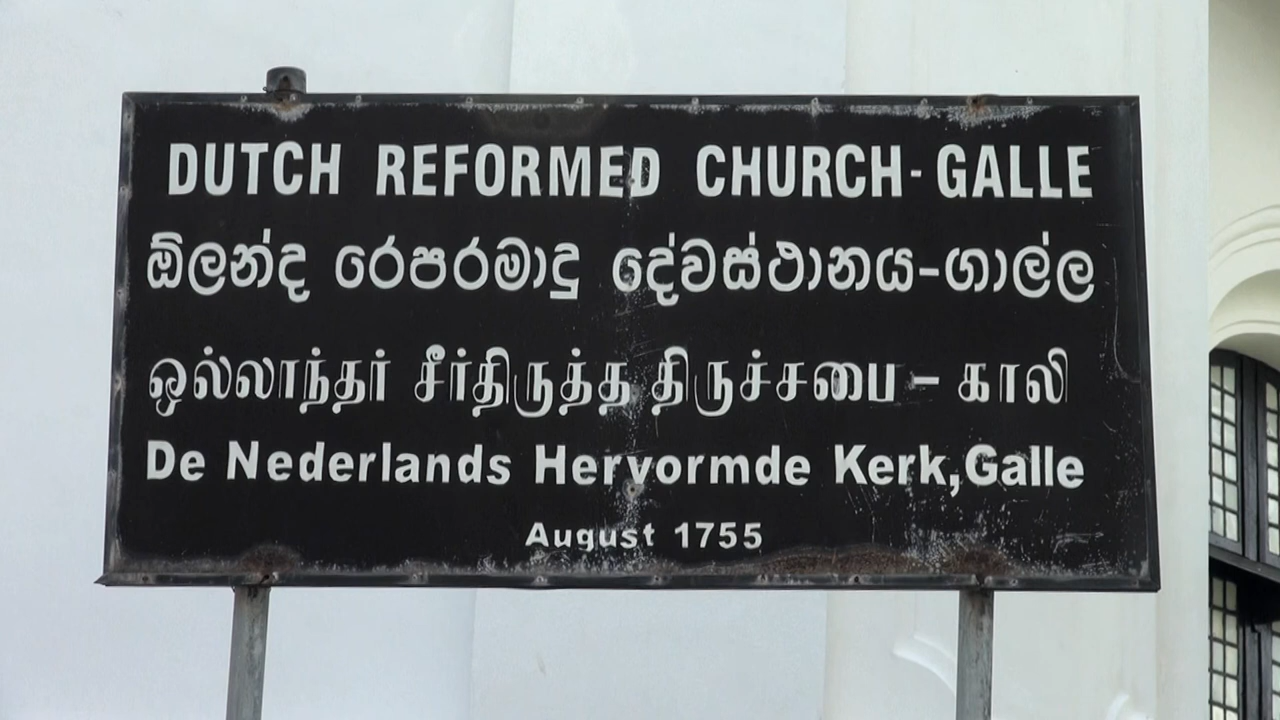 DUTCH REFORMED CHURCH-GALLE
ඕලන්ද රෙපරමාදු දේවස්ථානය-ගාල්ල
ஒல்லாந்தர் சீர்திருத்த திருச்சபை - காலி
De Nederlands Hervormde Kerk,Galle
August 1755